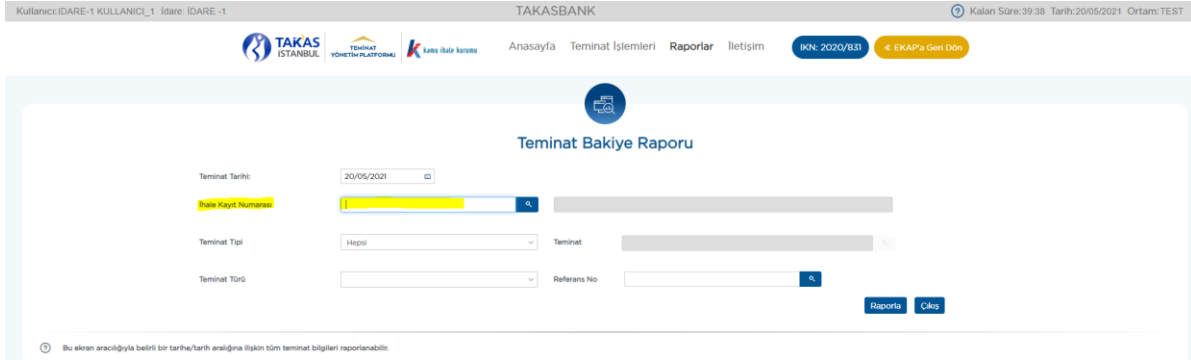 Kullanıcı: IDARE-1 KULLANICI_1 İdare: İDARE -1 TAKASBANK Kalan Süre: 39:38 Tarih:20/05/2021 Ortam:TEST
TAKAS İSTANBUL TEMİNAT YÖNETİM PLATFORMU kamu ihale kurumu Anasayfa Teminat İşlemleri Raporlar İletişim IKN: 2020/831 « EKAP'a Geri Dön
Teminat Bakiye Raporu
Teminat Tarihi: 20/05/2021
İhale Kayıt Numarası
Teminat Tipi Hepsi Teminat
Teminat Türü Referans No
Raporla Çıkış
Bu ekran aracılığıyla belirli bir tarihe/tarih aralığına ilişkin tüm teminat bilgileri raporlanabilir.